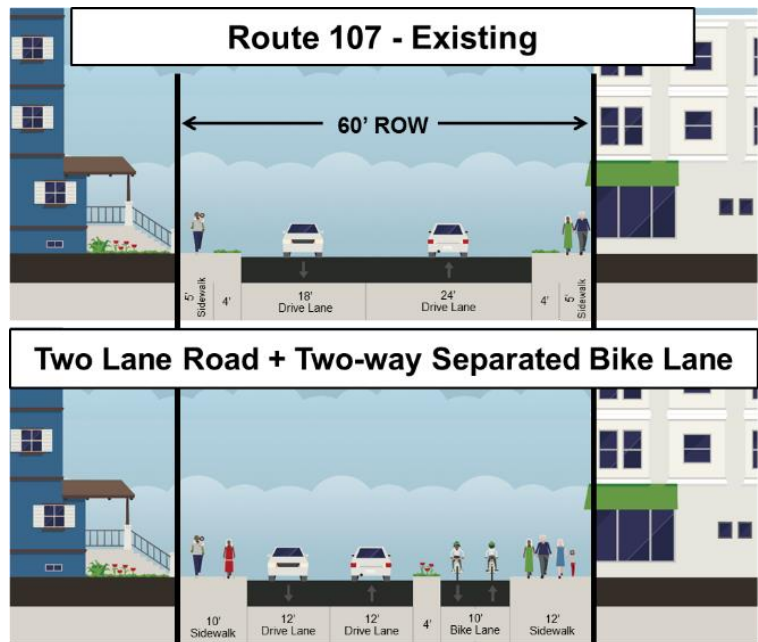 Route 107 - Existing
60' ROW
5' Sidewalk
4'
18'
Drive Lane
24'
Drive Lane
4'
5' Sidewalk
Two Lane Road + Two-way Separated Bike Lane
10'
Sidewalk
12'
Drive Lane
12'
Drive Lane
4'
10'
Bike Lane
12'
Sidewalk